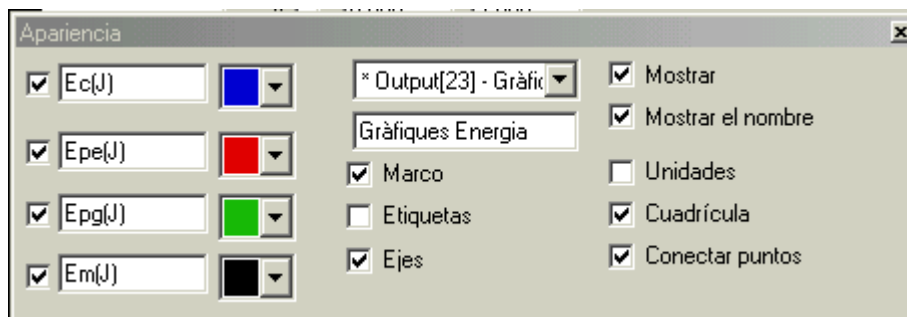 Apariencia
Ec(J)
Epe(J)
Epg(J)
Em(J)
* Output[23] - Gràfi
Gràfiques Energia
Marco
Etiquetas
Ejes
Mostrar
Mostrar el nombre
Unidades
Cuadrícula
Conectar puntos